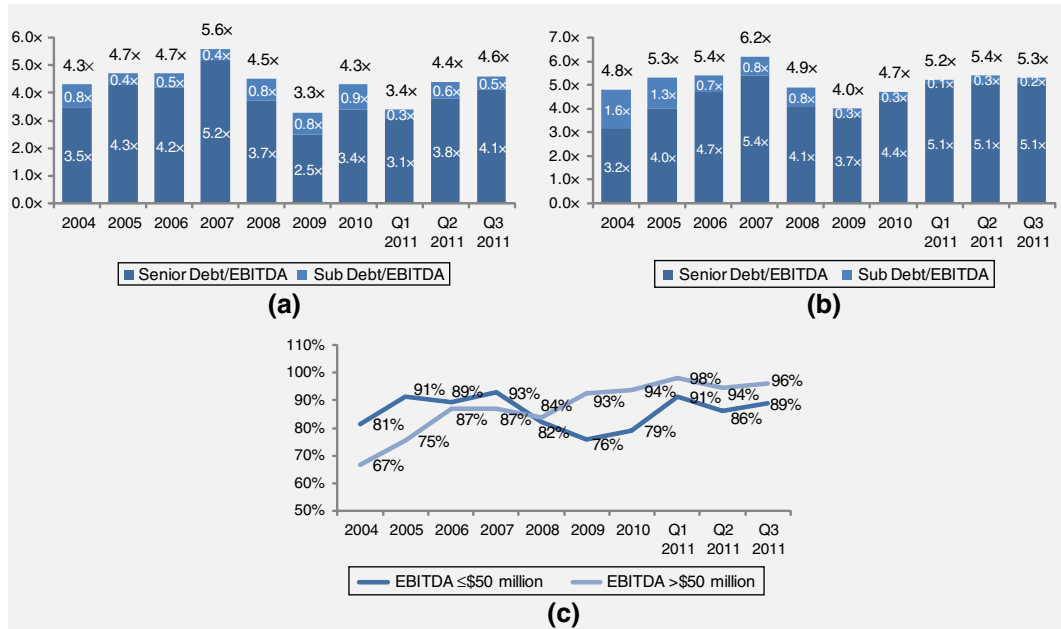 6.0×
5.0×
4.0×
3.0×
2.0×
1.0×
0.0×
4.3× 4.7× 4.7× 5.6× 4.5× 3.3× 4.3× 3.4× 4.4× 4.6×
0.8× 0.4× 0.5× 0.4× 0.8× 0.8× 0.9× 0.3× 0.6× 0.5×
3.5× 4.3× 4.2× 5.2× 3.7× 2.5× 3.4× 3.1× 3.8× 4.1×
2004 2005 2006 2007 2008 2009 2010 Q1 Q2 Q3
2011 2011 2011
Senior Debt/EBITDA Sub Debt/EBITDA
(a)
7.0×
6.0×
5.0×
4.0×
3.0×
2.0×
1.0×
0.0×
4.8× 5.3× 5.4× 6.2× 4.9× 4.0× 4.7× 5.2× 5.4× 5.3×
1.6× 1.3× 0.7× 0.8× 0.8× 0.3× 0.3× 0.1× 0.3× 0.2×
3.2× 4.0× 4.7× 5.4× 4.1× 3.7× 4.4× 5.1× 5.1× 5.1×
2004 2005 2006 2007 2008 2009 2010 Q1 Q2 Q3
2011 2011 2011
Senior Debt/EBITDA Sub Debt/EBITDA
(b)
110%
100%
90%
80%
70%
60%
50%
81% 91% 89% 93% 82% 76% 79% 91% 86% 89%
67% 75% 87% 87% 84% 93% 94% 98% 94% 96%
2004 2005 2006 2007 2008 2009 2010 Q1 Q2 Q3
2011 2011 2011
EBITDA ≤$50 million EBITDA >$50 million
(c)